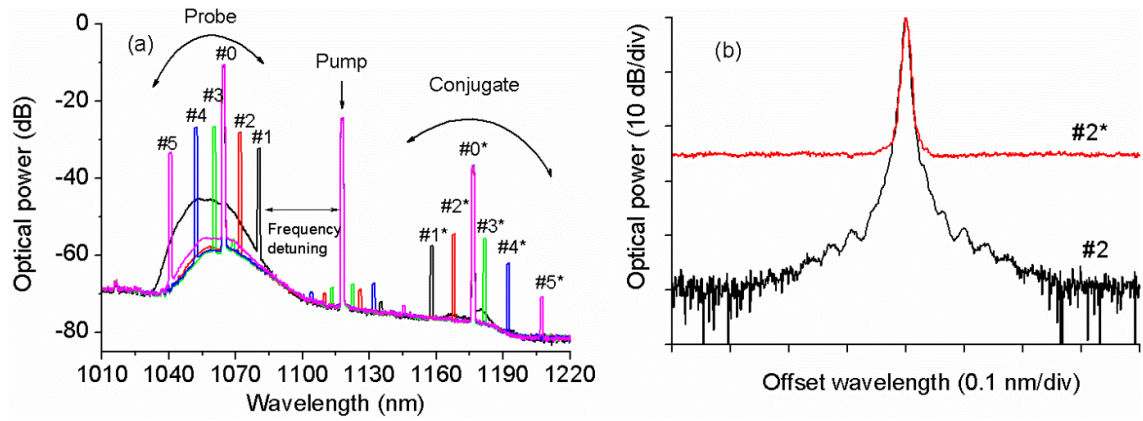 (a)
Probe
Pump
Conjugate
#0
#3
#4
#2
#5
#1
#0*
#2*
#1*
#3*
#4*
#5*
Frequency
detuning
Optical power (dB)
0
-20
-40
-60
-80
1010 1040 1070 1100 1130 1160 1190 1220
Wavelength (nm)
(b)
Optical power (10 dB/div)
#2*
#2
Offset wavelength (0.1 nm/div)